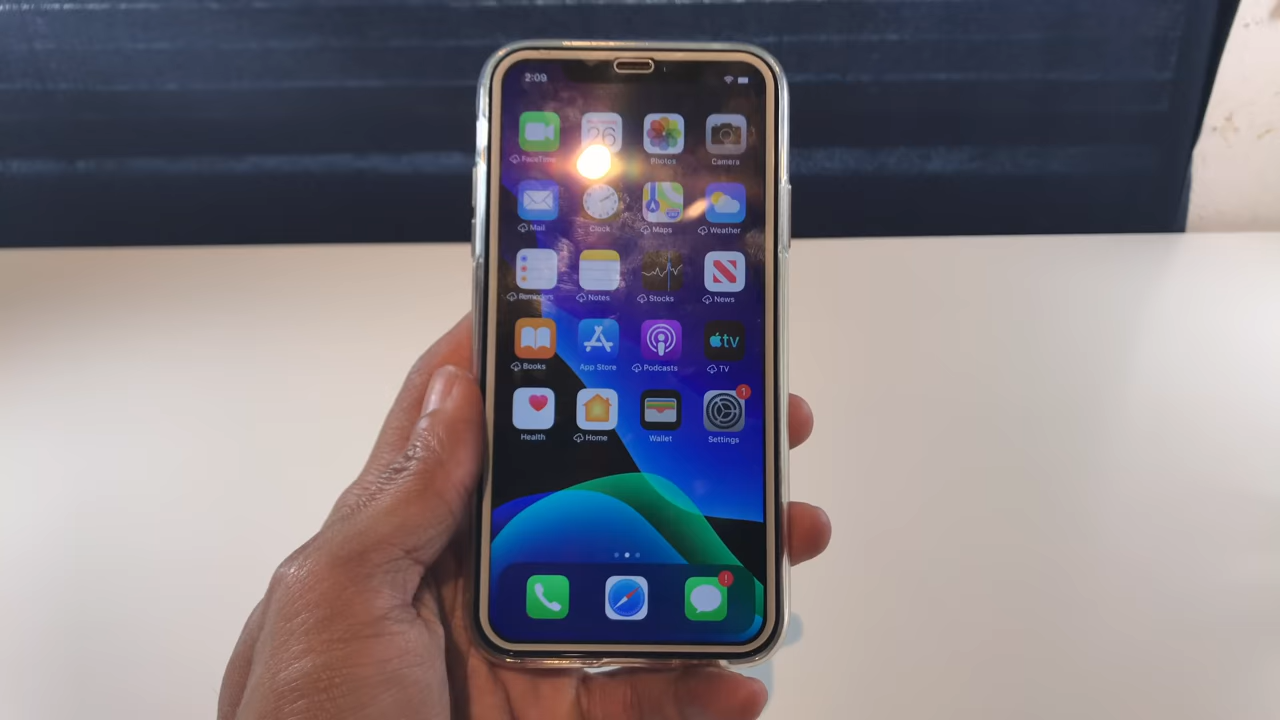 2:09
26
FaceTime
Photos
Camera
Mail
Clock
Maps
Weather
Reminders
Notes
Stocks
News
tv
Books
App Store
Podcasts
TV
1
Health
Home
Wallet
Settings
!